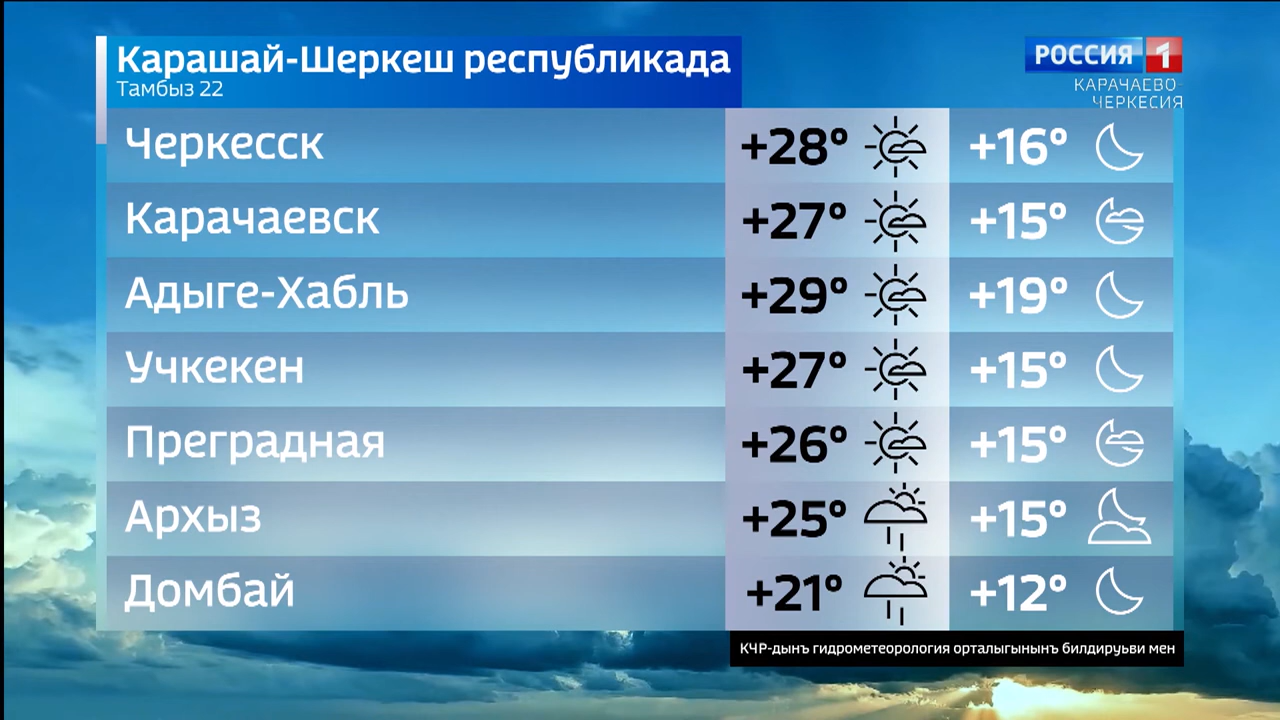 Карашай-Шеркеш республикада
Тамбыз 22
РОССИЯ 1
КАРАЧАЕВО-
ЧЕРКЕСИЯ
Черкесск +28° +16°
Карачаевск +27° +15°
Адыге-Хабль +29° +19°
Учкекен +27° +15°
Преградная +26° +15°
Архыз +25° +15°
Домбай +21° +12°
КЧР-дынъ гидрометеорология орталыгынынъ билдируьви мен